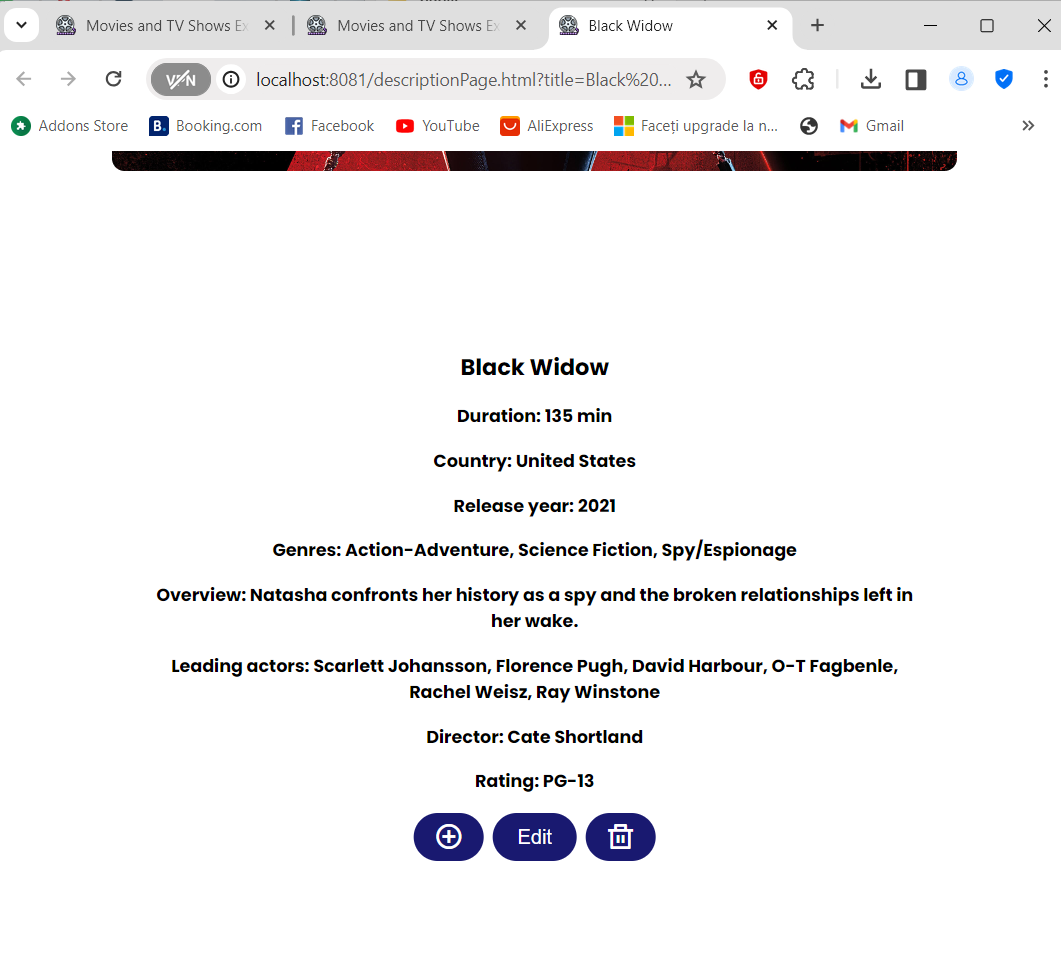 Movies and TV Shows Ex
Movies and TV Shows Ex
Black Widow
VPN
localhost:8081/descriptionPage.html?title=Black%20...
Addons Store
B.
Booking.com
Facebook
YouTube
AliExpress
Faceți upgrade la n...
Gmail
Black Widow
Duration: 135 min
Country: United States
Release year: 2021
Genres: Action-Adventure, Science Fiction, Spy/Espionage
Overview: Natasha confronts her history as a spy and the broken relationships left in
her wake.
Leading actors: Scarlett Johansson, Florence Pugh, David Harbour, O-T Fagbenle,
Rachel Weisz, Ray Winstone
Director: Cate Shortland
Rating: PG-13
Edit